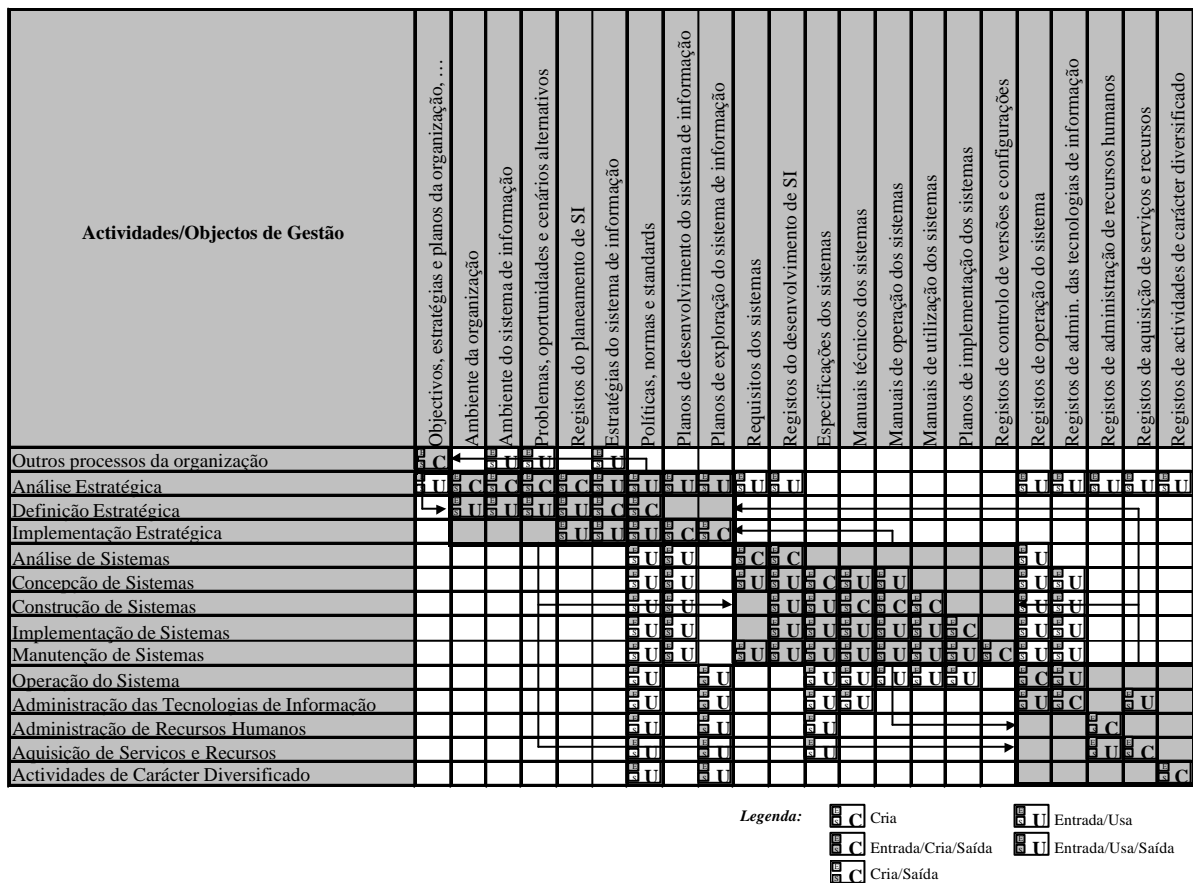 Actividades/Objectos de Gestão
Objectivos, estratégias e planos da organização, …
Ambiente da organização
Ambiente do sistema de informação
Problemas, oportunidades e cenários alternativos
Registos do planeamento de SI
Estratégias do sistema de informação
Políticas, normas e standards
Planos de desenvolvimento do sistema de informação
Planos de exploração do sistema de informação
Requisitos dos sistemas
Registos do desenvolvimento de SI
Especificações dos sistemas
Manuais técnicos dos sistemas
Manuais de operação dos sistemas
Manuais de utilização dos sistemas
Planos de implementação dos sistemas
Registos de controlo de versões e configurações
Registos de operação do sistema
Registos de admin. das tecnologias de informação
Registos de administração de recursos humanos
Registos de aquisição de serviços e recursos
Registos de actividades de carácter diversificado
Outros processos da organização C U U U
Análise Estratégica U C C C C U U U U U U U U U U U
Definição Estratégica U U U U C C
Implementação Estratégica U U U C C
Análise de Sistemas U U C C U
Concepção de Sistemas U U U U C U U U U
Construção de Sistemas U U U U C C C U U
Implementação de Sistemas U U U U U U U C U U
Manutenção de Sistemas U U U U U U U U U C U U
Operação do Sistema U U U U U U U C U
Administração das Tecnologias de Informação U U U U U C U
Administração de Recursos Humanos U U U C
Aquisição de Serviços e Recursos U U U U C
Actividades de Carácter Diversificado U U C
Legenda: C Cria U Entrada/Usa
C Entrada/Cria/Saída U Entrada/Usa/Saída
C Cria/Saída